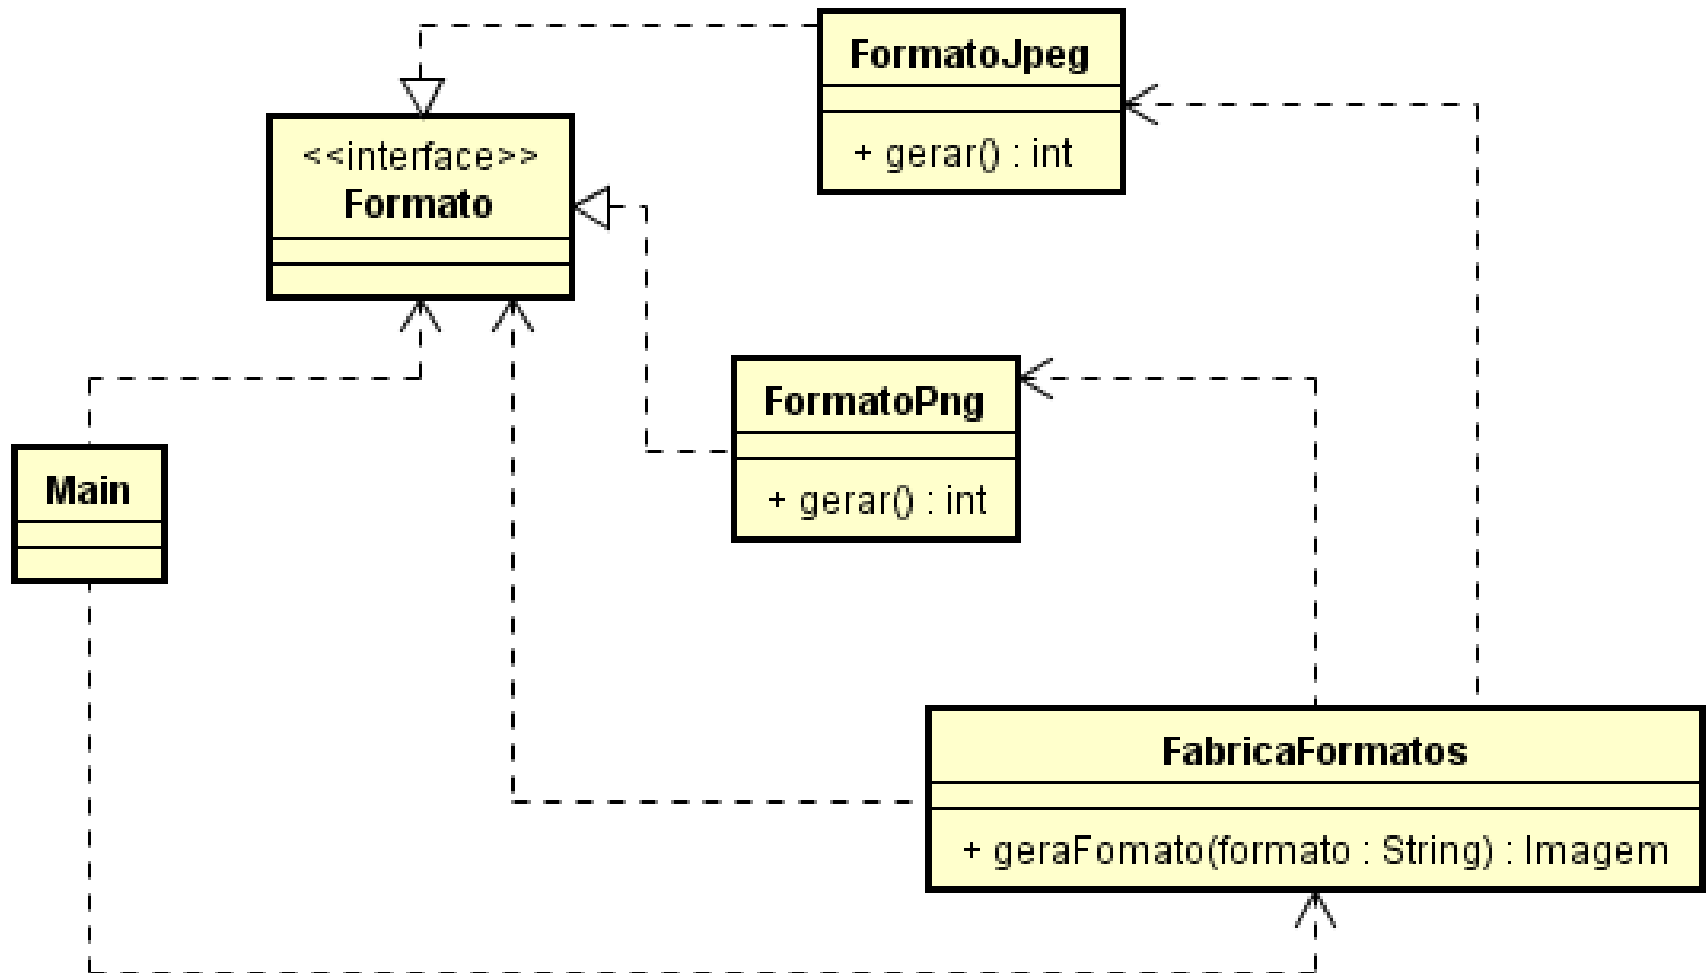 FormatoJpeg
+ gerar() : int
<<interface>>
Formato
FormatoPng
+ gerar() : int
Main
FabricaFormatos
+ geraFomato(formato : String) : Imagem